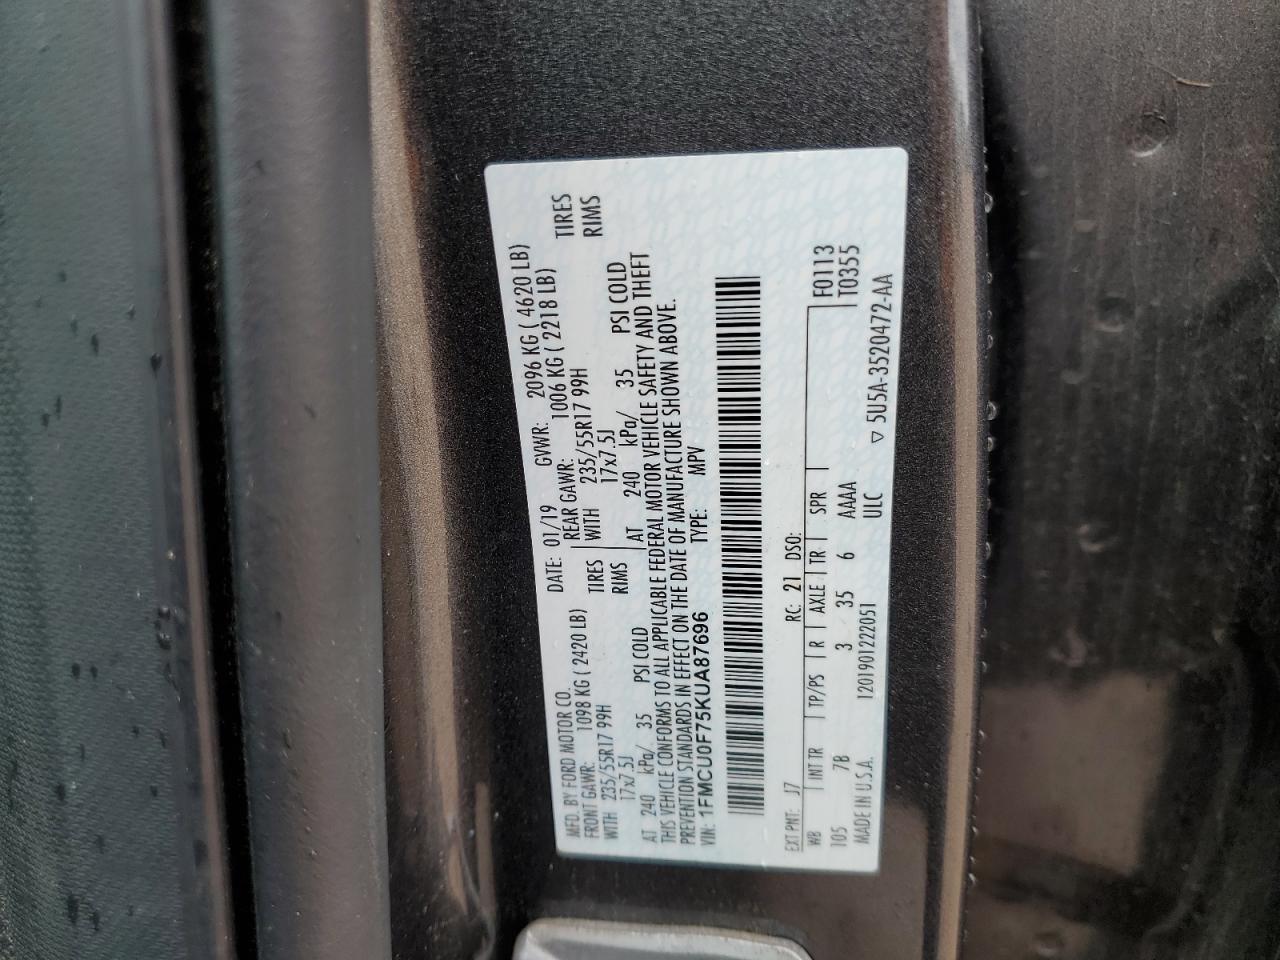 MFD. BY FORD MOTOR CO.
DATE: 01/19 GVWR: 2096 KG ( 4620 LB)
FRONT GAWR: 1098 KG ( 2420 LB) REAR GAWR: 1006 KG ( 2218 LB)
WITH 235/55R17 99H TIRES WITH 235/55R17 99H TIRES
17x7.5J RIMS 17x7.5J RIMS
AT 240 kPa/ 35 PSI COLD AT 240 kPa/ 35 PSI COLD
THIS VEHICLE CONFORMS TO ALL APPLICABLE FEDERAL MOTOR VEHICLE SAFETY AND THEFT
PREVENTION STANDARDS IN EFFECT ON THE DATE OF MANUFACTURE SHOWN ABOVE.
VIN: 1FMCU0F75KUA87696 TYPE: MPV
EXT PNT: J7 RC: 21 DSO:
WB INT TR TP/PS R AXLE TR SPR F0113
105 7B 3 35 6 AAAA T0355
MADE IN U.S.A. 1201901222051 ULC ▽ 5U5A-3520472-AA